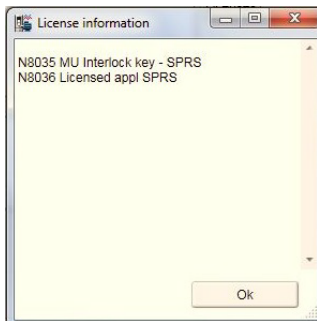 License information
N8035 MU Interlock key - SPRS
N8036 Licensed appl SPRS
Ok